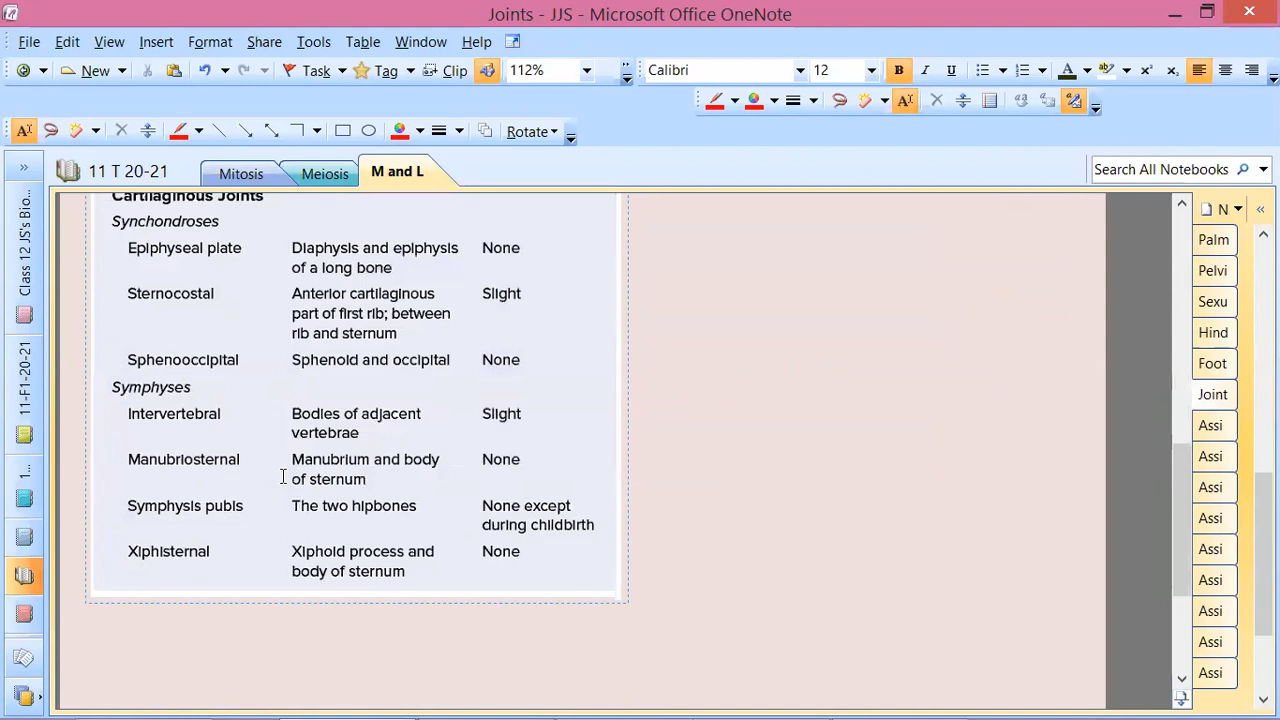 Joints - JJS - Microsoft Office OneNote
File Edit View Insert Format Share Tools Table Window Help
New Task Tag Clip 112% Calibri 12 B I U A ab x² x₂
Rotate
11 T 20-21 Mitosis Meiosis M and L Search All Notebooks
Class 12 JJS's Bio...
11-F1-20-21
1...
N
Palm
Pelvi
Sexu
Hind
Foot
Joint
Assi
Assi
Assi
Assi
Assi
Assi
Assi
Assi
Assi
Cartilaginous Joints
Synchondroses
Epiphyseal plate Diaphysis and epiphysis None
of a long bone
Sternocostal Anterior cartilaginous Slight
part of first rib; between
rib and sternum
Sphenooccipital Sphenoid and occipital None
Symphyses
Intervertebral Bodies of adjacent Slight
vertebrae
Manubriosternal Manubrium and body None
of sternum
Symphysis pubis The two hipbones None except
during childbirth
Xiphisternal Xiphoid process and None
body of sternum